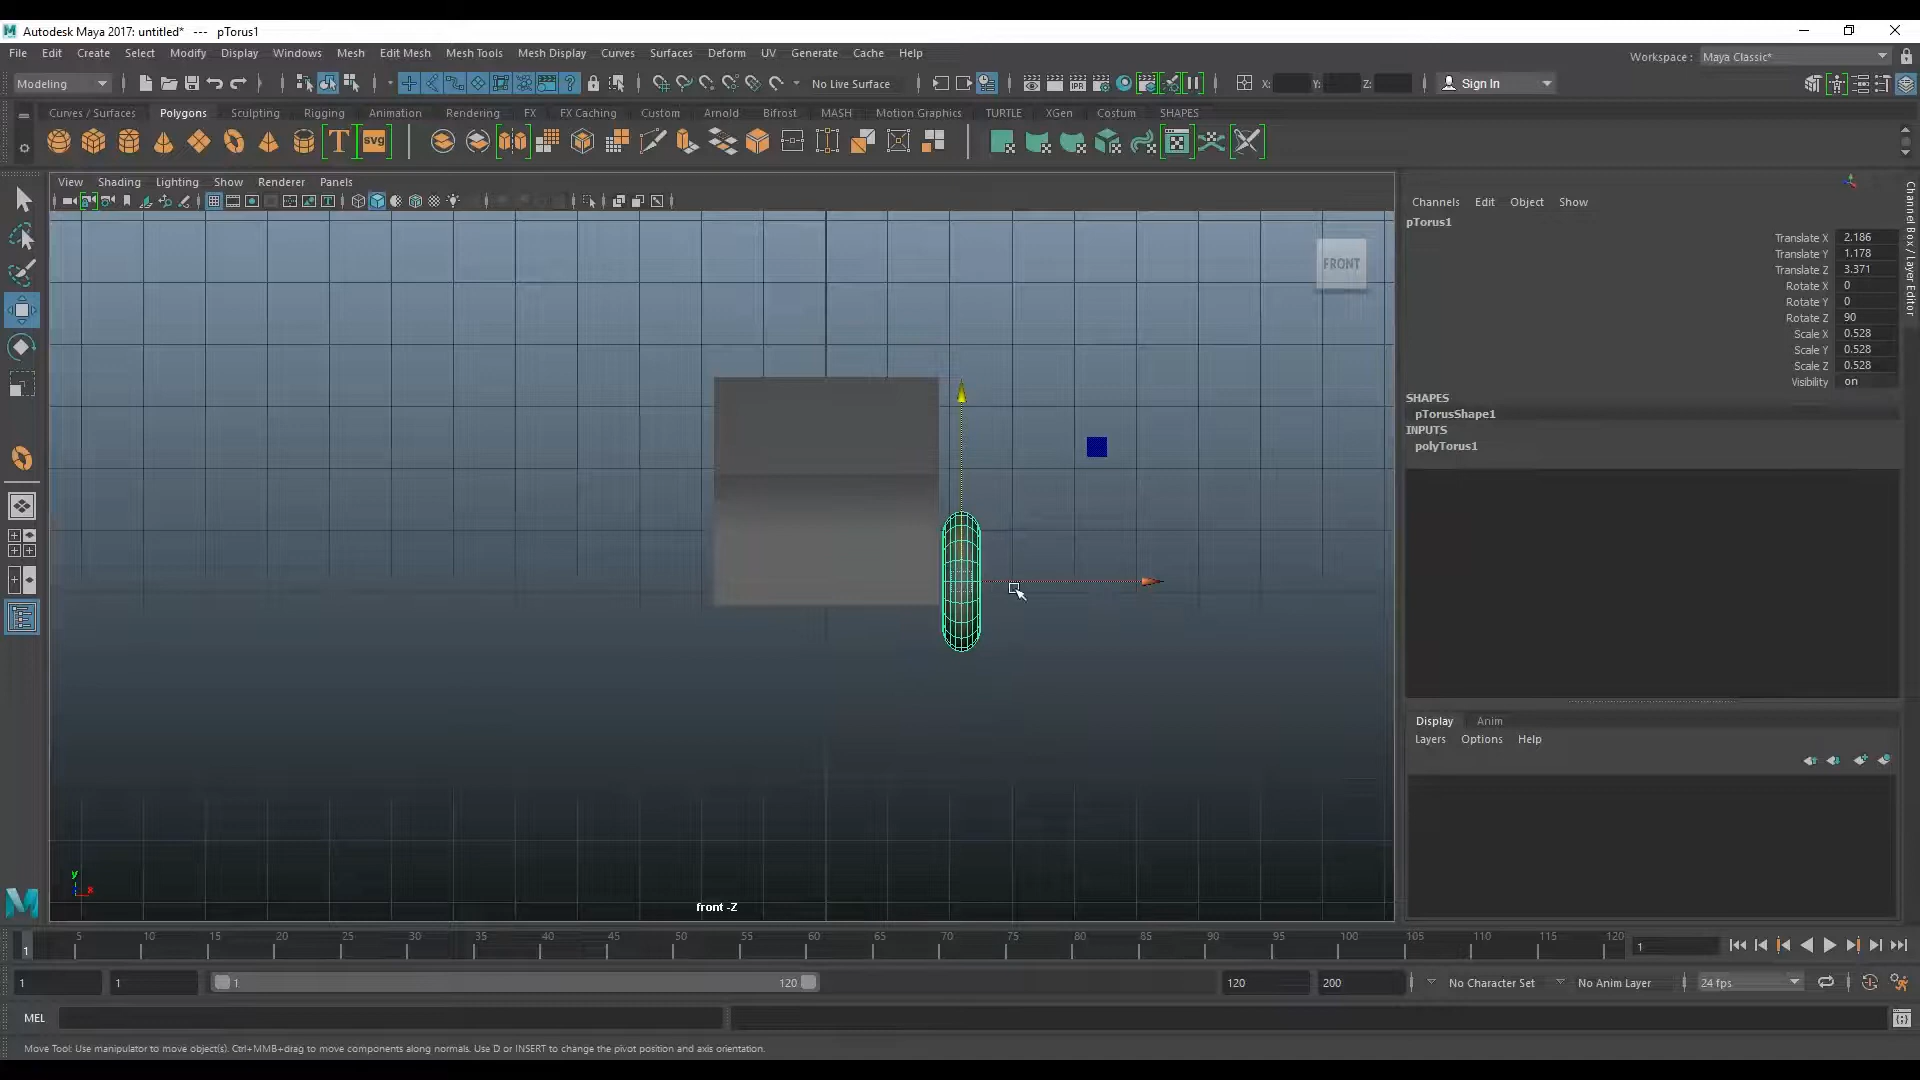 Autodesk Maya 2017: untitled* --- pTorus1
File Edit Create Select Modify Display Windows Mesh Edit Mesh Mesh Tools Mesh Display Curves Surfaces Deform UV Generate Cache Help
Workspace : Maya Classic*
Modeling No Live Surface X: Y: Z: Sign In
Curves / Surfaces Polygons Sculpting Rigging Animation Rendering FX FX Caching Custom Arnold Bifrost MASH Motion Graphics TURTLE XGen Costum SHAPES
T svg IPR
View Shading Lighting Show Renderer Panels
Channels Edit Object Show
pTorus1
Translate X 2.186
Translate Y 1.178
Translate Z 3.371
Rotate X 0
Rotate Y 0
Rotate Z 90
Scale X 0.528
Scale Y 0.528
Scale Z 0.528
Visibility on
SHAPES
pTorusShape1
INPUTS
polyTorus1
Channel Box / Layer Editor
FRONT
Display Anim
Layers Options Help
y
front -Z
5 10 15 20 25 30 35 40 45 50 55 60 65 70 75 80 85 90 95 100 105 110 115 120
1 1
1 1 1 120 120 200 No Character Set No Anim Layer 24 fps
MEL
Move Tool: Use manipulator to move object(s). Ctrl+MMB+drag to move components along normals. Use D or INSERT to change the pivot position and axis orientation.